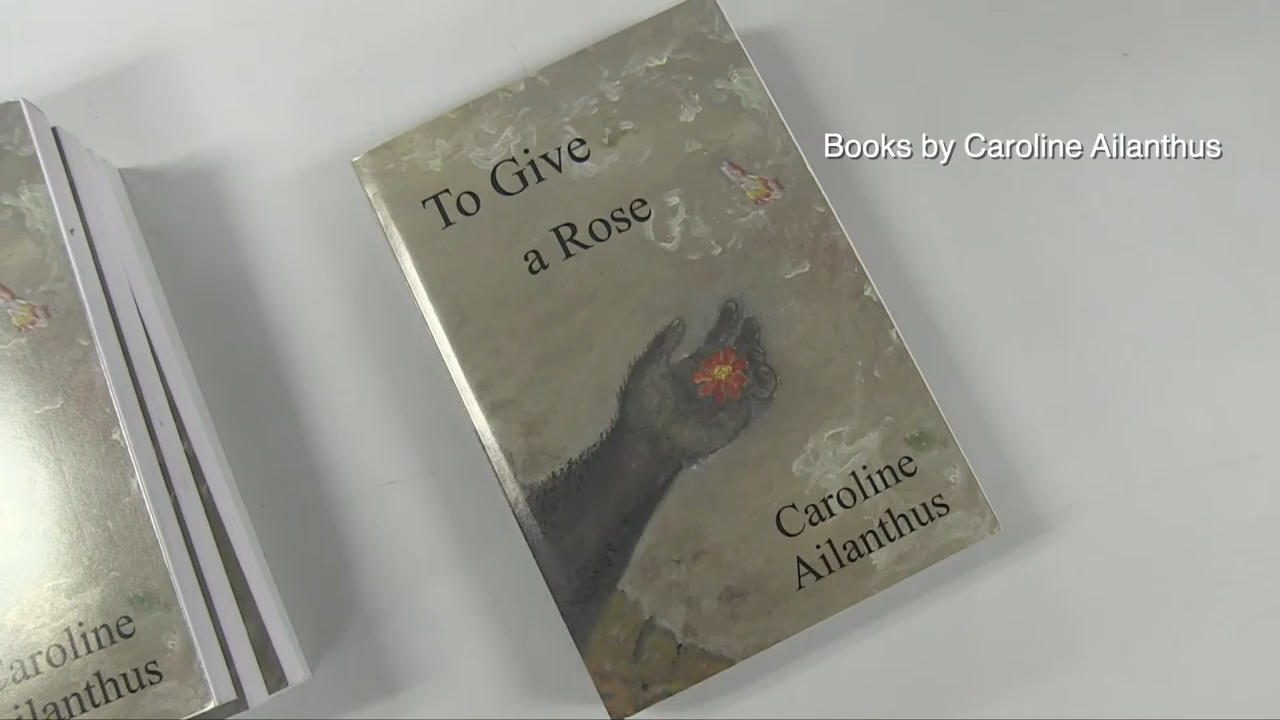 To Give
a Rose
Books by Caroline Ailanthus
Caroline
Ailanthus
Caroline
Ailanthus